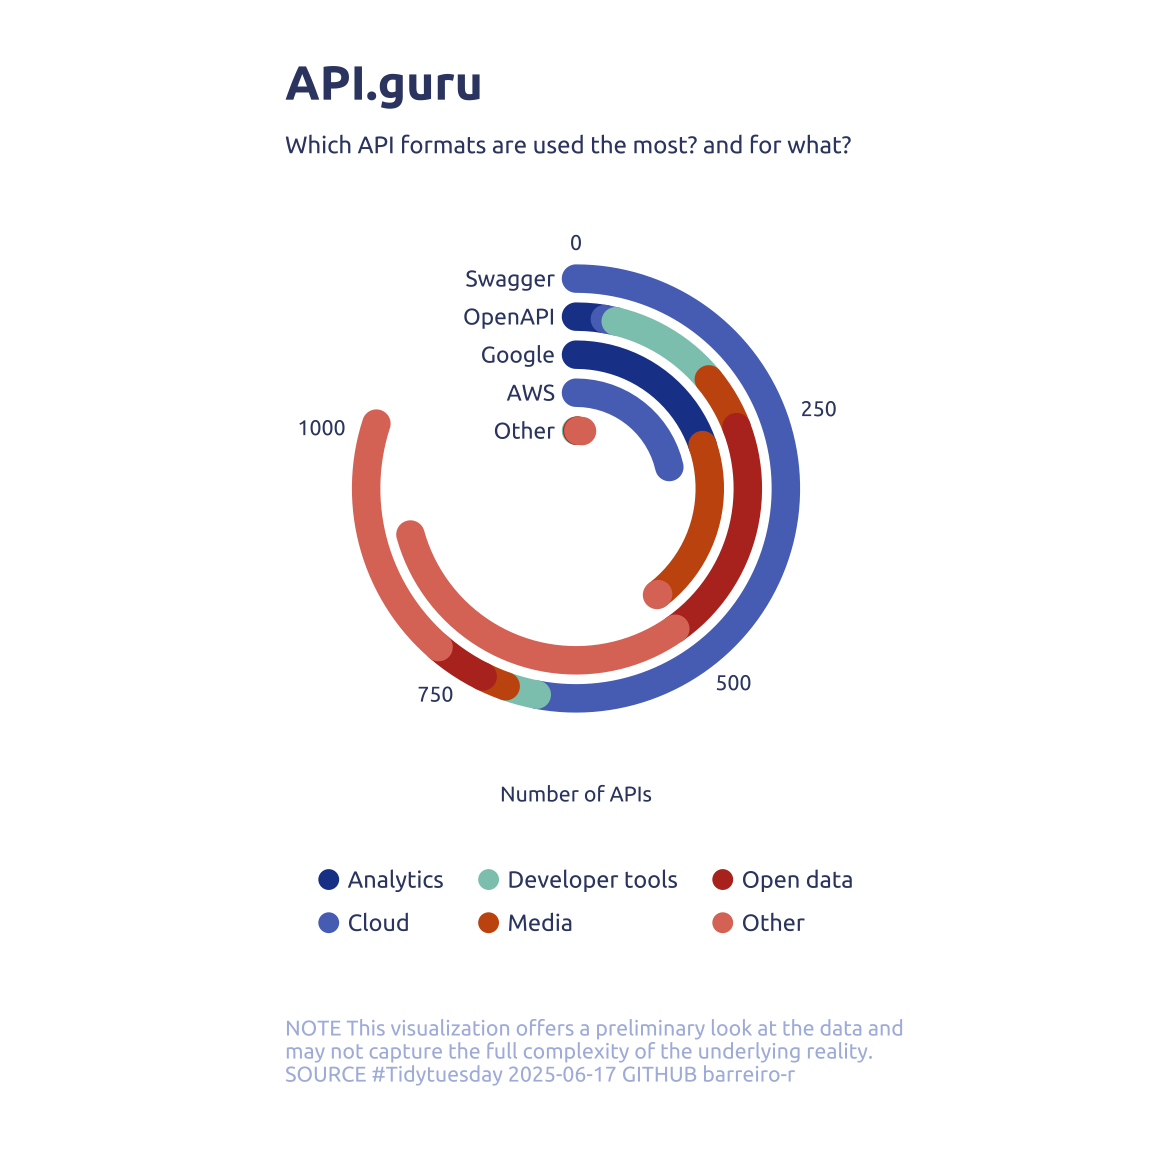 API.guru
Which API formats are used the most? and for what?
0
Swagger
OpenAPI
Google
AWS
Other
250
1000
500
750
Number of APIs
Analytics
Developer tools
Open data
Cloud
Media
Other
NOTE This visualization offers a preliminary look at the data and
may not capture the full complexity of the underlying reality.
SOURCE #Tidytuesday 2025-06-17 GITHUB barreiro-r